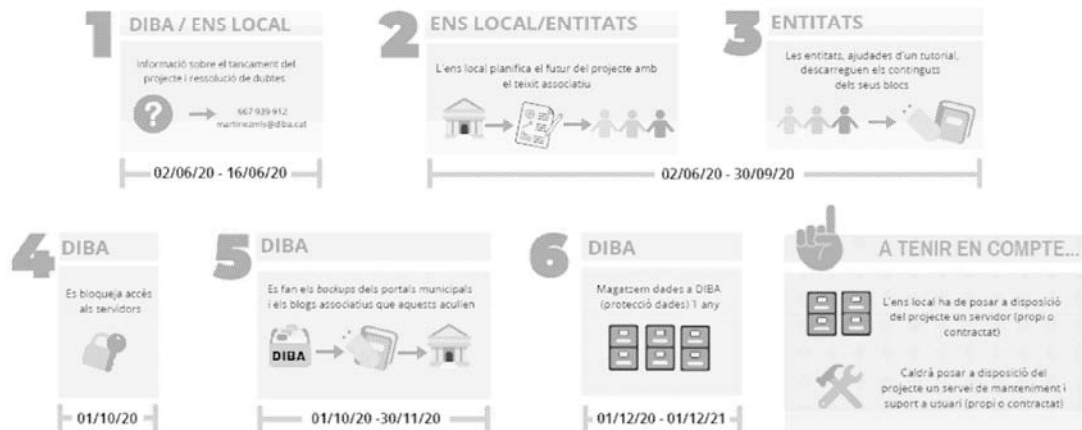 1 DIBA / ENS LOCAL
Informació sobre el tancament del
projecte i ressolució de dubtes
?
667 939 912
martinezmls@diba.cat
02/06/20 - 16/06/20
2 ENS LOCAL/ENTITATS
L'ens local planifica el futur del projecte amb
el teixit associatiu
3 ENTITATS
Les entitats, ajudades d'un tutorial,
descarreguen els continguts
dels seus blocs
02/06/20 - 30/09/20
4 DIBA
Es bloqueja accès
als servidors
01/10/20
5 DIBA
Es fan els backups dels portals municipals
i els blogs associatius que aquests acullen
DIBA
01/10/20 -30/11/20
6 DIBA
Magatzem dades a DIBA
(protecció dades) 1 any
01/12/20 - 01/12/21
A TENIR EN COMPTE...
L'ens local ha de posar a disposició
del projecte un servidor (propi o
contractat)
Caldrà posar a disposició del
projecte un servei de manteniment i
suport a usuari (propi o contractat)